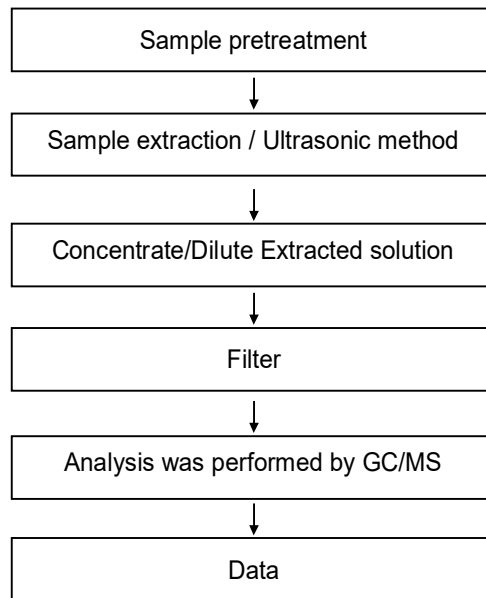 Sample pretreatment
Sample extraction / Ultrasonic method
Concentrate/Dilute Extracted solution
Filter
Analysis was performed by GC/MS
Data